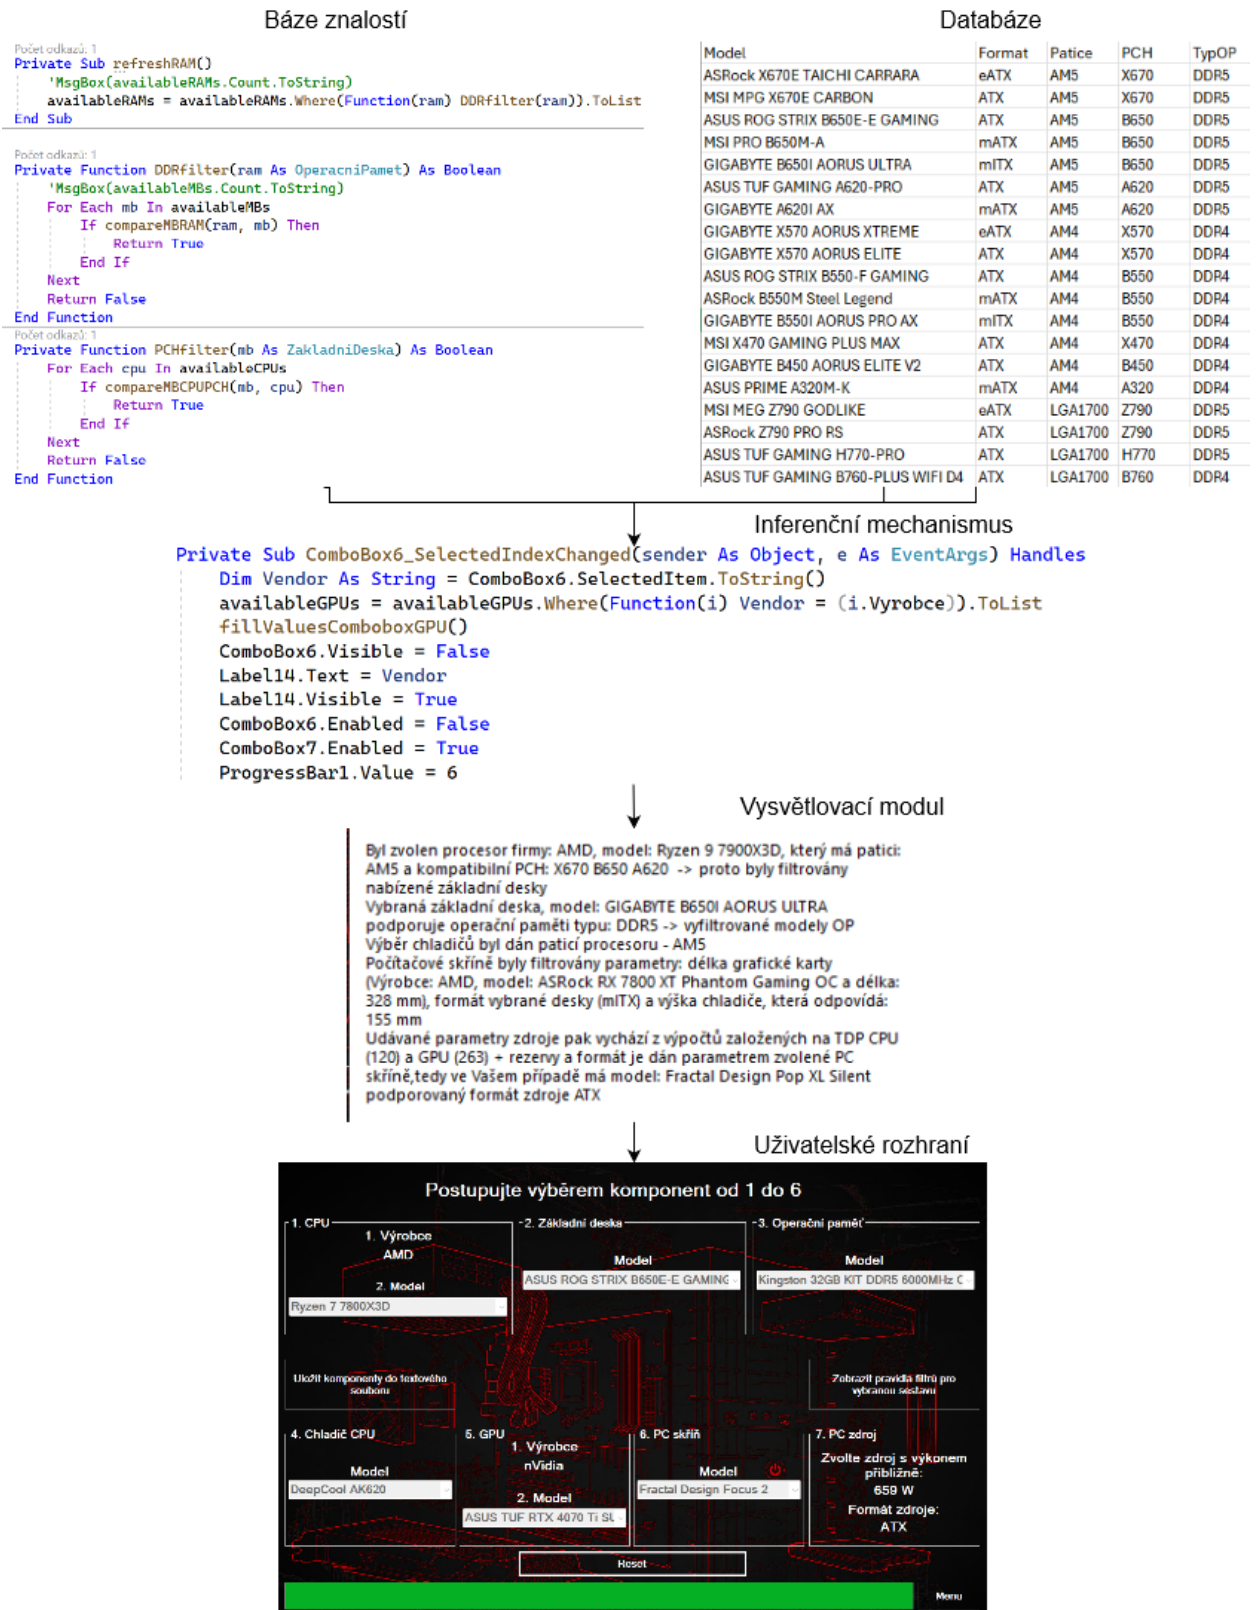 Báze znalostí
Počet odkazů: 1
Private Sub refreshRAM()
'MsgBox(availableRAMs.Count.ToString)
availableRAMs = availableRAMs.Where(Function(ram) DDRfilter(ram)).ToList
End Sub
Počet odkazů: 1
Private Function DDRfilter(ram As OperacniPamet) As Boolean
'MsgBox(availableMBs.Count.ToString)
For Each mb In availableMBs
If compareMBRAM(ram, mb) Then
Return True
End If
Next
Return False
End Function
Počet odkazů: 1
Private Function PCHfilter(mb As ZakladniDeska) As Boolean
For Each cpu In availableCPUs
If compareMBCPUPCH(mb, cpu) Then
Return True
End If
Next
Return False
End Function
Databáze
Model Format Patice PCH TypOP
ASRock X670E TAICHI CARRARA eATX AM5 X670 DDR5
MSI MPG X670E CARBON ATX AM5 X670 DDR5
ASUS ROG STRIX B650E-E GAMING ATX AM5 B650 DDR5
MSI PRO B650M-A mATX AM5 B650 DDR5
GIGABYTE B650I AORUS ULTRA mITX AM5 B650 DDR5
ASUS TUF GAMING A620-PRO ATX AM5 A620 DDR5
GIGABYTE A620I AX mATX AM5 A620 DDR5
GIGABYTE X570 AORUS XTREME eATX AM4 X570 DDR4
GIGABYTE X570 AORUS ELITE ATX AM4 X570 DDR4
ASUS ROG STRIX B550-F GAMING ATX AM4 B550 DDR4
ASRock B550M Steel Legend mATX AM4 B550 DDR4
GIGABYTE B550I AORUS PRO AX mITX AM4 B550 DDR4
MSI X470 GAMING PLUS MAX ATX AM4 X470 DDR4
GIGABYTE B450 AORUS ELITE V2 ATX AM4 B450 DDR4
ASUS PRIME A320M-K mATX AM4 A320 DDR4
MSI MEG Z790 GODLIKE eATX LGA1700 Z790 DDR5
ASRock Z790 PRO RS ATX LGA1700 Z790 DDR5
ASUS TUF GAMING H770-PRO ATX LGA1700 H770 DDR5
ASUS TUF GAMING B760-PLUS WIFI D4 ATX LGA1700 B760 DDR4
Inferenční mechanismus
Private Sub ComboBox6_SelectedIndexChanged(sender As Object, e As EventArgs) Handles
Dim Vendor As String = ComboBox6.SelectedItem.ToString()
availableGPUs = availableGPUs.Where(Function(i) Vendor = (i.Vyrobce)).ToList
fillValuesComboboxGPU()
ComboBox6.Visible = False
Label14.Text = Vendor
Label14.Visible = True
ComboBox6.Enabled = False
ComboBox7.Enabled = True
ProgressBar1.Value = 6
Vysvětlovací modul
Byl zvolen procesor firmy: AMD, model: Ryzen 9 7900X3D, který má patici:
AM5 a kompatibilní PCH: X670 B650 A620 -> proto byly filtrovány
nabízené základní desky
Vybraná základní deska, model: GIGABYTE B650I AORUS ULTRA
podporuje operační paměti typu: DDR5 -> vyfiltrované modely OP
Výběr chladičů byl dán paticí procesoru - AM5
Počítačové skříně byly filtrovány parametry: délka grafické karty
(Výrobce: AMD, model: ASRock RX 7800 XT Phantom Gaming OC a délka:
328 mm), formát vybrané desky (mITX) a výška chladiče, která odpovídá:
155 mm
Udávané parametry zdroje pak vychází z výpočtů založených na TDP CPU
(120) a GPU (263) + rezervy a formát je dán parametrem zvolené PC
skříně,tedy ve Vašem případě má model: Fractal Design Pop XL Silent
podporovaný formát zdroje ATX
Uživatelské rozhraní
Postupujte výběrem komponent od 1 do 6
1. CPU
1. Výrobce
AMD
2. Model
Ryzen 7 7800X3D
2. Základní deska
Model
ASUS ROG STRIX B650E-E GAMING
3. Operační paměť
Model
Kingston 32GB KIT DDR5 6000MHz C
Uložit komponenty do textového
souboru
Zobrazit pravidla filtrů pro
vybranou sestavu
4. Chladič CPU
Model
DeepCool AK620
5. GPU
1. Výrobce
nVidia
2. Model
ASUS TUF RTX 4070 Ti SU
6. PC skříň
Model
Fractal Design Focus 2
7. PC zdroj
Zvolte zdroj s výkonem
přibližně:
659 W
Formát zdroje:
ATX
Reset
Menu